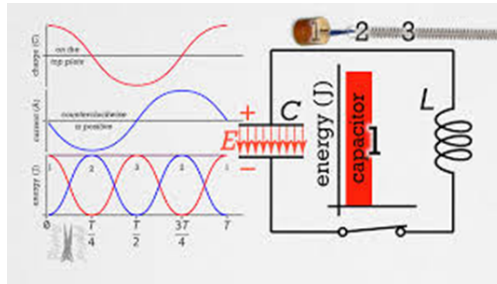 charge (C)
on the
top plate
current (A)
counterclockwise
is positive
energy (J)
1 2 3 2 1
0 T/4 T/2 3T/4 T
1 2 3
+
C
E
−
energy (J)
capacitor
1
L